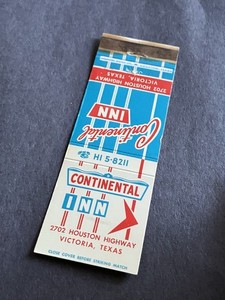 2702 HOUSTON HIGHWAY
VICTORIA, TEXAS
Continental
INN
HI 5-8211
CONTINENTAL
INN
2702 HOUSTON HIGHWAY
VICTORIA, TEXAS
CLOSE COVER BEFORE STRIKING MATCH